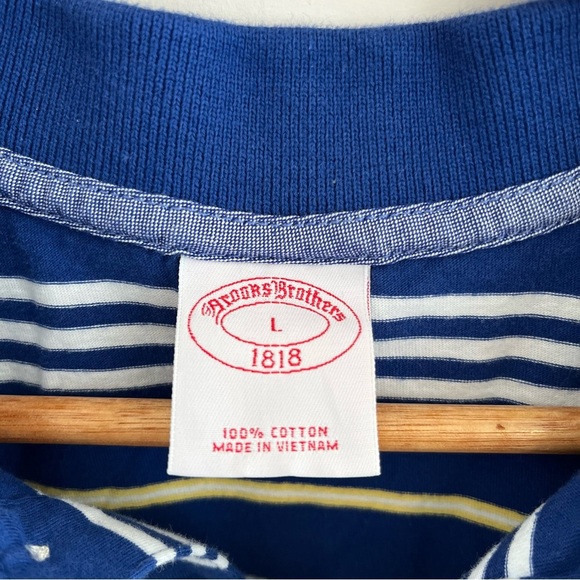 Brooks Brothers
L
1818
100% COTTON
MADE IN VIETNAM